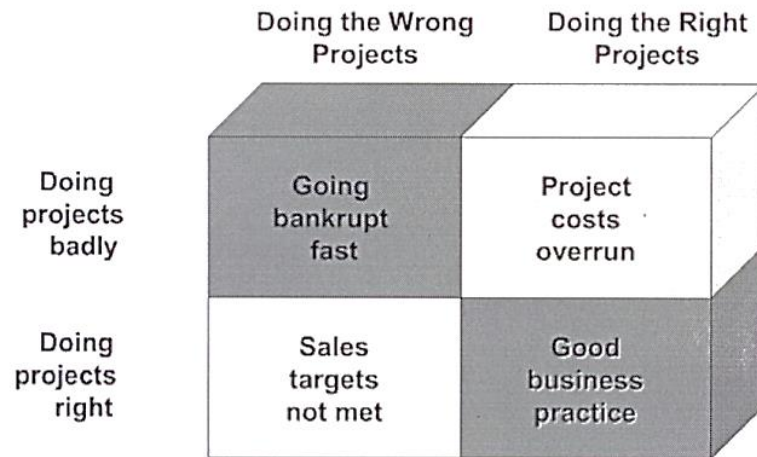 Doing the Wrong
Projects
Doing the Right
Projects
Doing
projects
badly
Going
bankrupt
fast
Project
costs
overrun
Doing
projects
right
Sales
targets
not met
Good
business
practice